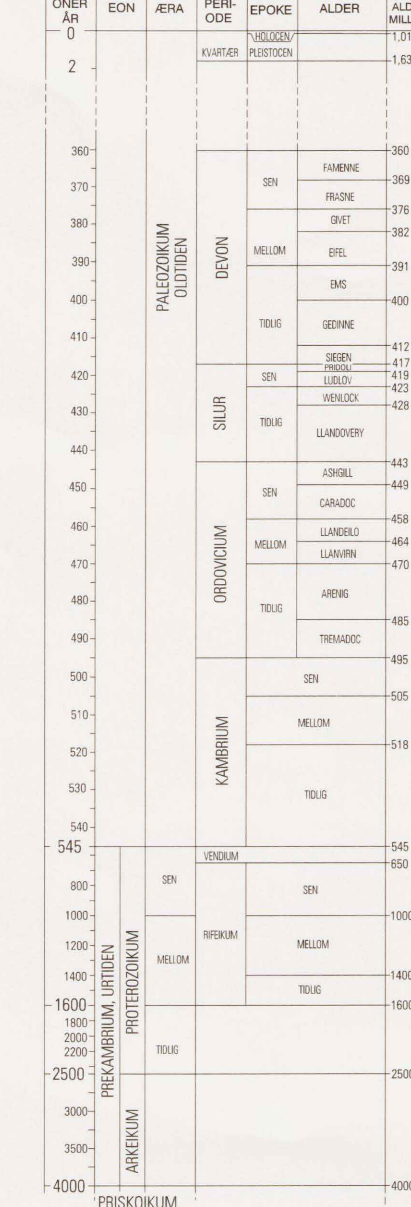 ONER ÅR EON ÆRA PERI-ODE EPOKE ALDER ALD MILL
0 HOLOCEN 1,01
KVARTÆR PLEISTOCEN
2 1,63
360 360
FAMENNE
SEN 369
370
FRASNE
376
380 GIVET
382
390 MELLOM EIFEL
391
EMS
400 400
PALEOZOIKUM OLDTIDEN
DEVON
TIDLIG GEDINNE
410
412
SIEGEN
417
PRIDOLI
420 SEN 419
LUDLOV
423
WENLOCK
430 428
SILUR
TIDLIG
LLANDOVERY
440
443
ASHGILL
450 449
SEN
CARADOC
458
460 LLANDEILO
MELLOM 464
LLANVIRN
470 470
ORDOVICIUM
ARENIG
480
TIDLIG
485
490 TREMADOC
495
500 SEN
505
510 MELLOM
518
520
KAMBRIUM
530 TIDLIG
540
545 545
VENDIUM
650
SEN
800 SEN
1000 1000
RIFEIKUM
1200 MELLOM MELLOM
1400 1400
TIDLIG
1600 1600
1800
2000
TIDLIG
2200
PREKAMBRIUM, URTIDEN
PROTEROZOIKUM
2500 2500
3000
ARKEIKUM
3500
4000 4000
PRISKOIKUM